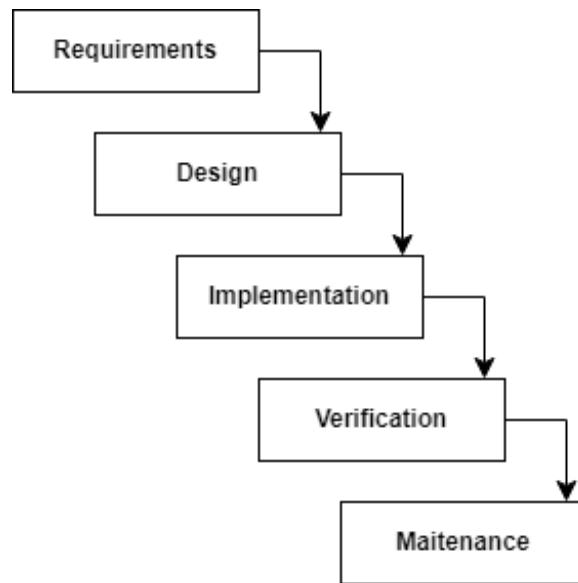 Requirements
Design
Implementation
Verification
Maitenance